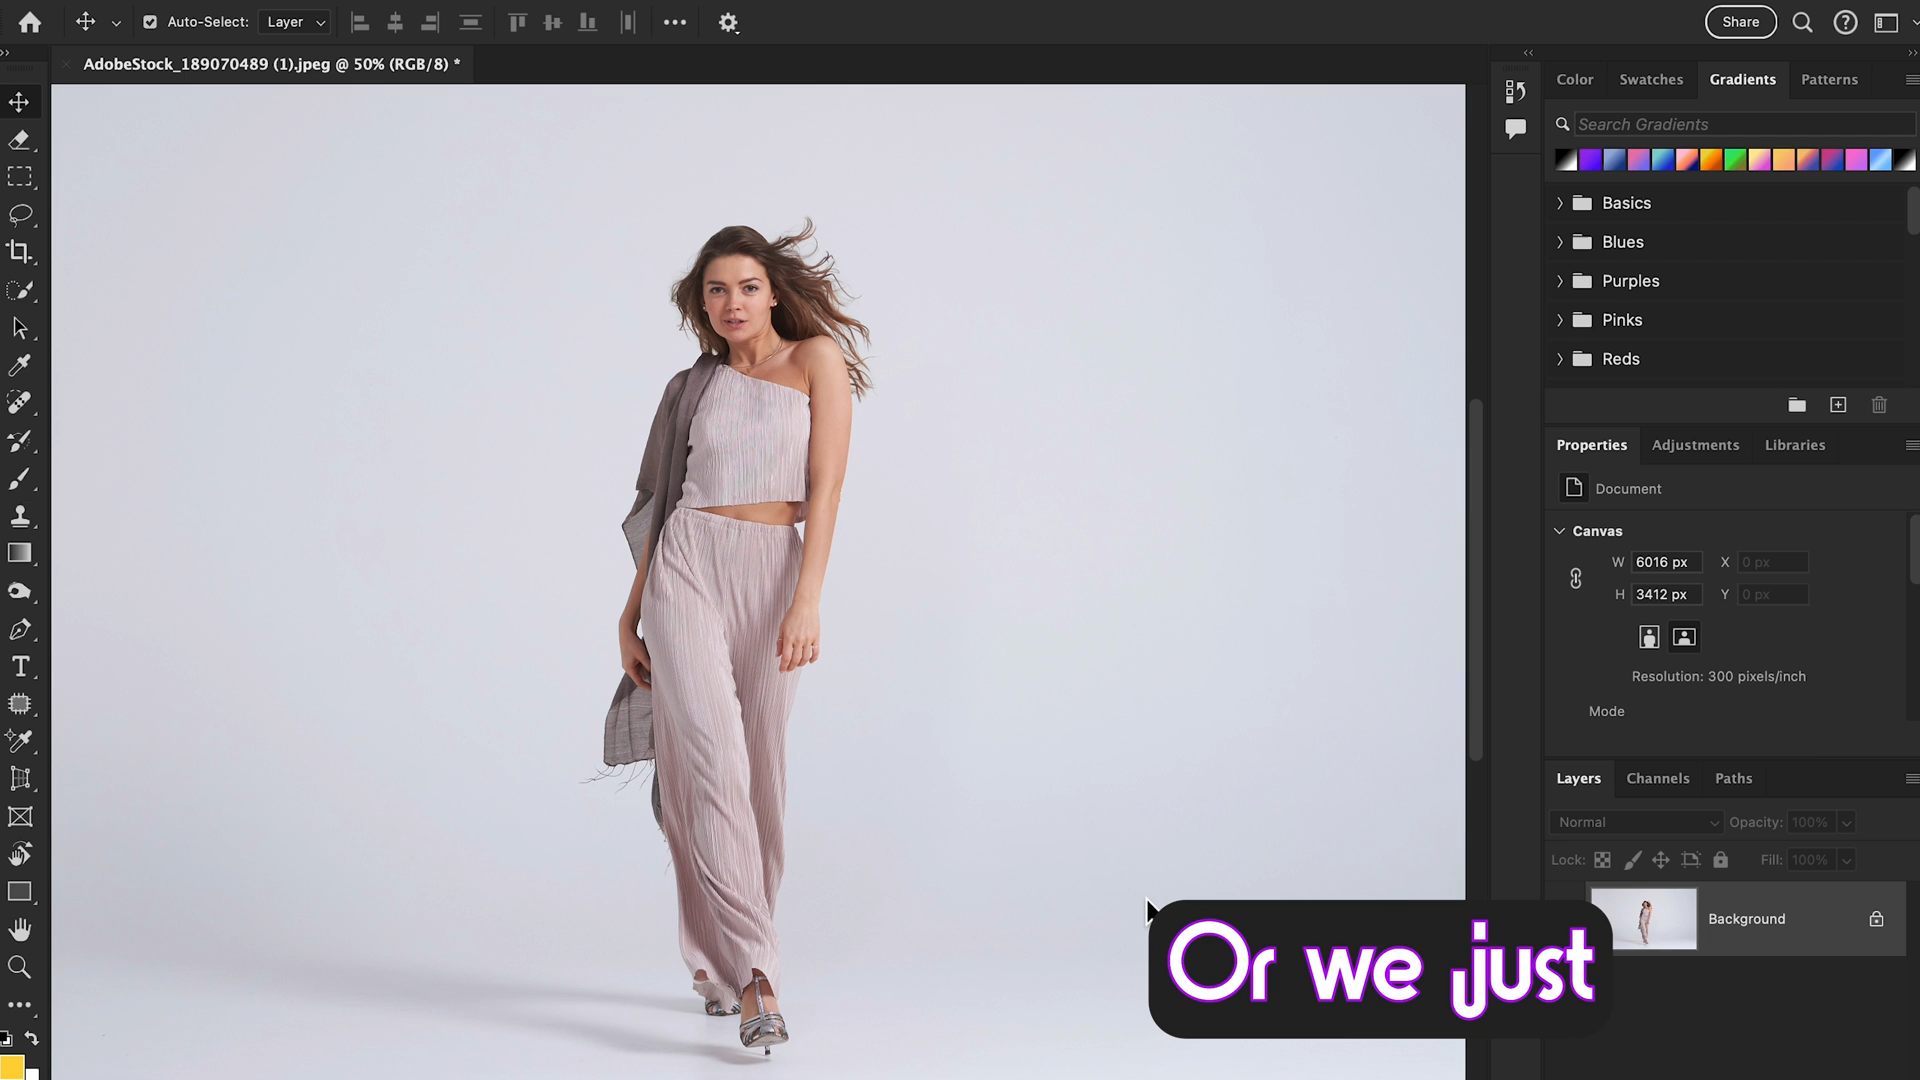 Auto-Select: Layer
Share
AdobeStock_189070489 (1).jpeg @ 50% (RGB/8) *
Color Swatches Gradients Patterns
Search Gradients
Basics
Blues
Purples
Pinks
Reds
Properties Adjustments Libraries
Document
Canvas
W 6016 px X 0 px
H 3412 px Y 0 px
Resolution: 300 pixels/inch
Mode
Layers Channels Paths
Normal Opacity: 100%
Lock: Fill: 100%
Background
Or we just